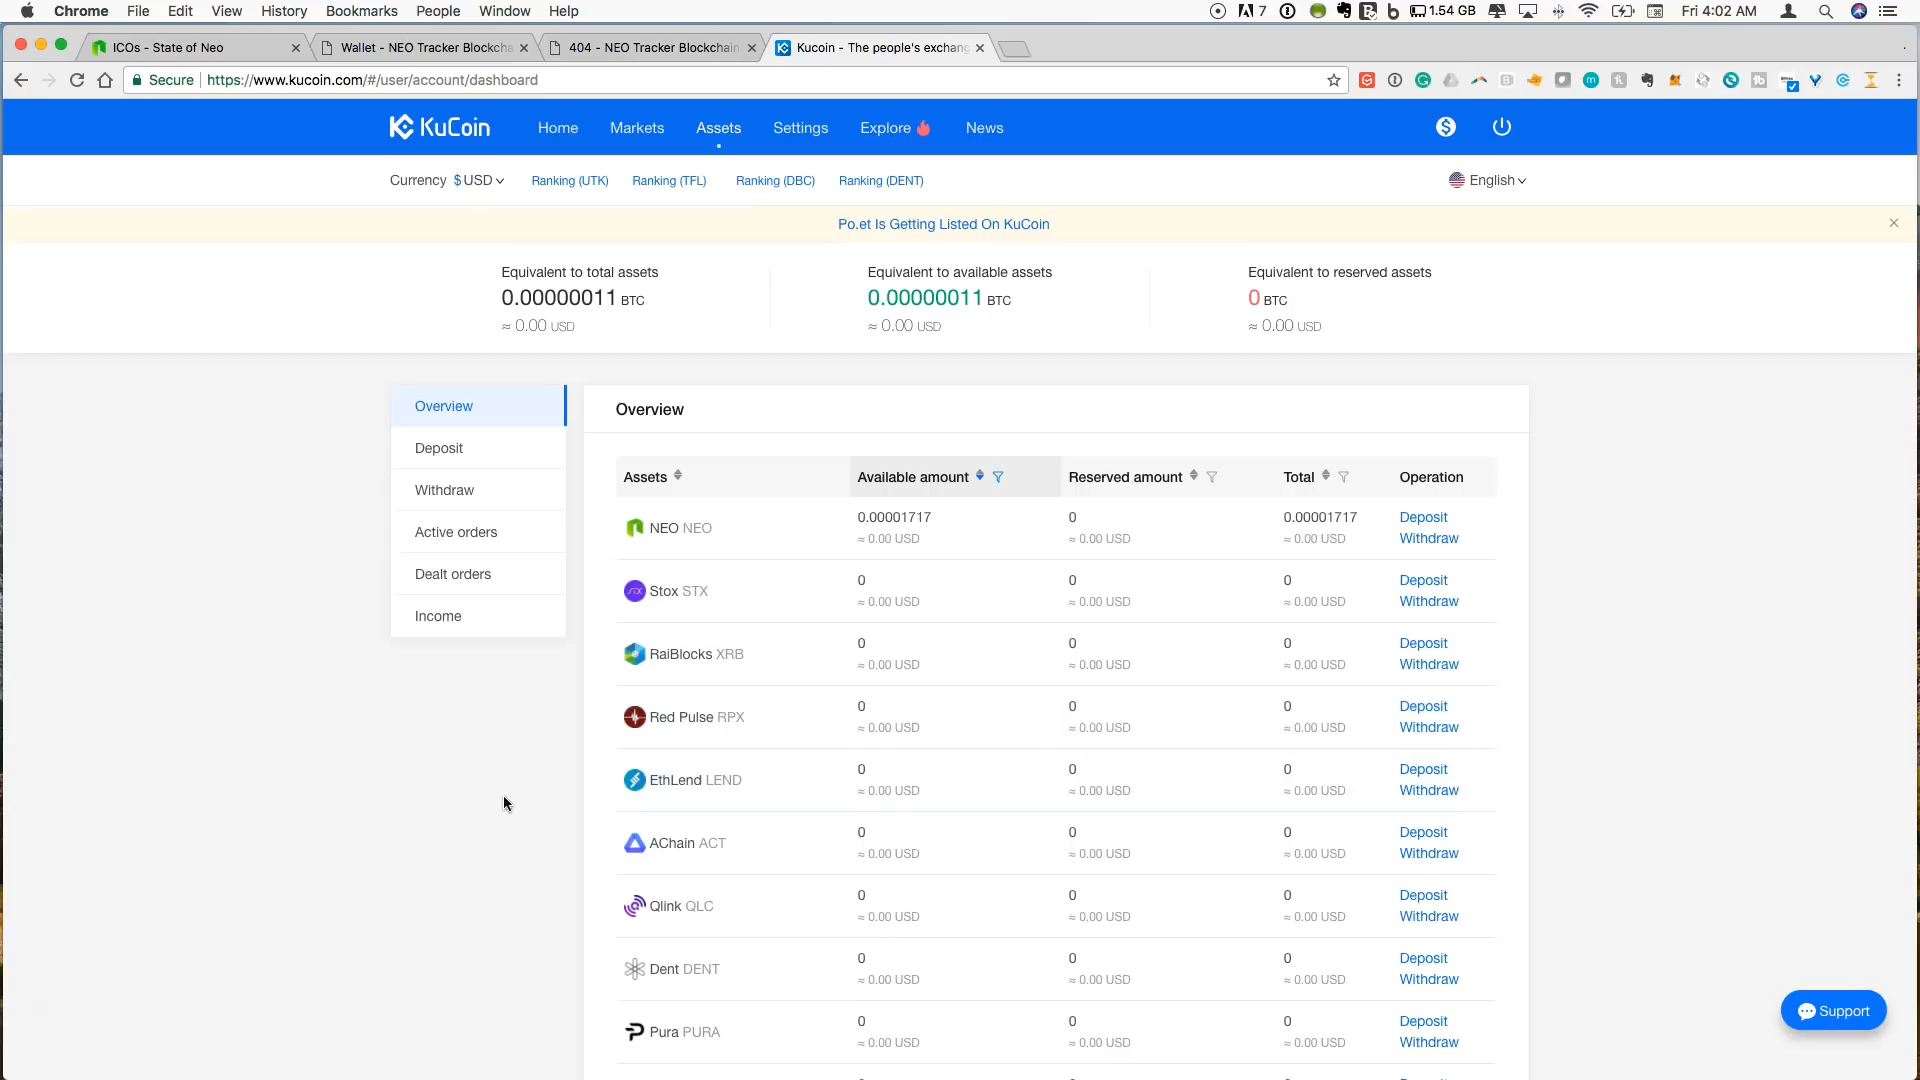 Chrome File Edit View History Bookmarks People Window Help 7 1.54 GB Fri 4:02 AM
ICOs - State of Neo Wallet - NEO Tracker Blockcha 404 - NEO Tracker Blockchain Kucoin - The people's exchang
Secure https://www.kucoin.com/#/user/account/dashboard
KuCoin Home Markets Assets Settings Explore News
Currency $ USD Ranking (UTK) Ranking (TFL) Ranking (DBC) Ranking (DENT) English
Po.et Is Getting Listed On KuCoin
Equivalent to total assets Equivalent to available assets Equivalent to reserved assets
0.00000011 BTC 0.00000011 BTC 0 BTC
≈ 0.00 USD ≈ 0.00 USD ≈ 0.00 USD
Overview
Deposit
Withdraw
Active orders
Dealt orders
Income
Overview
Assets Available amount Reserved amount Total Operation
NEO NEO 0.00001717 0 0.00001717 Deposit
≈ 0.00 USD ≈ 0.00 USD ≈ 0.00 USD Withdraw
Stox STX 0 0 0 Deposit
≈ 0.00 USD ≈ 0.00 USD ≈ 0.00 USD Withdraw
RaiBlocks XRB 0 0 0 Deposit
≈ 0.00 USD ≈ 0.00 USD ≈ 0.00 USD Withdraw
Red Pulse RPX 0 0 0 Deposit
≈ 0.00 USD ≈ 0.00 USD ≈ 0.00 USD Withdraw
EthLend LEND 0 0 0 Deposit
≈ 0.00 USD ≈ 0.00 USD ≈ 0.00 USD Withdraw
AChain ACT 0 0 0 Deposit
≈ 0.00 USD ≈ 0.00 USD ≈ 0.00 USD Withdraw
Qlink QLC 0 0 0 Deposit
≈ 0.00 USD ≈ 0.00 USD ≈ 0.00 USD Withdraw
Dent DENT 0 0 0 Deposit
≈ 0.00 USD ≈ 0.00 USD ≈ 0.00 USD Withdraw
Pura PURA 0 0 0 Deposit
≈ 0.00 USD ≈ 0.00 USD ≈ 0.00 USD Withdraw
Support